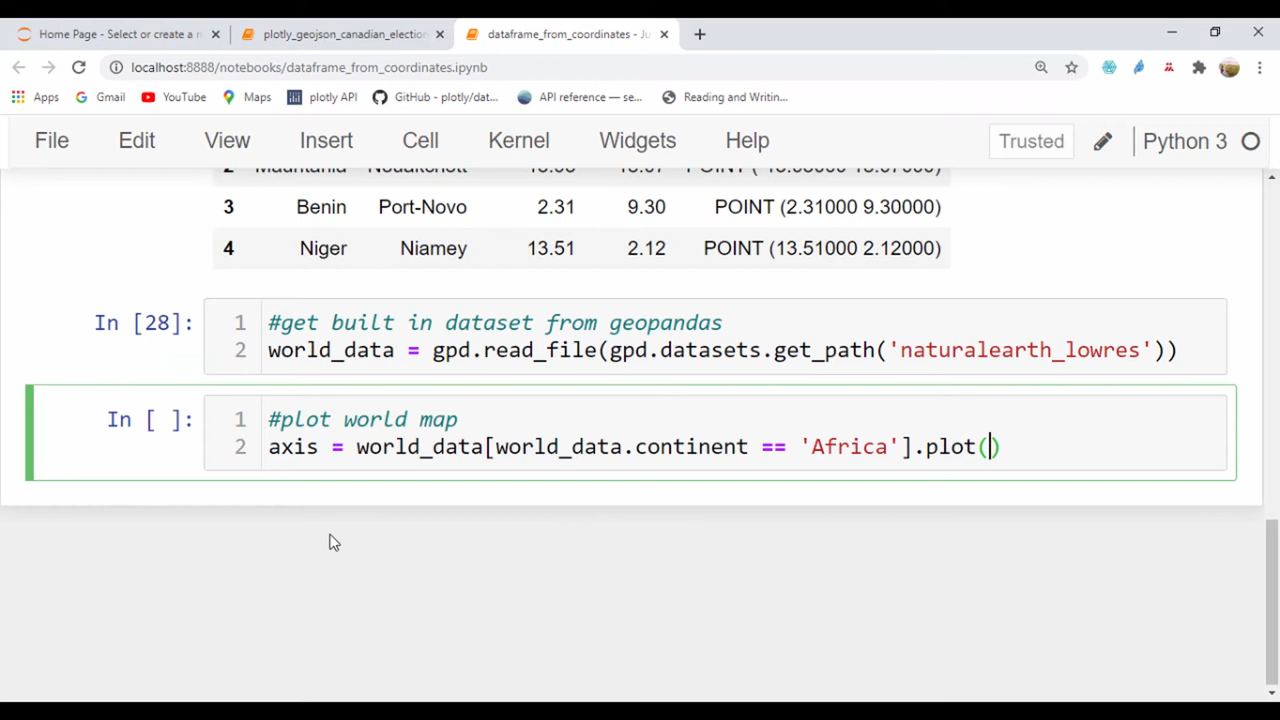 Home Page - Select or create a n
plotly_geojson_canadian_election
dataframe_from_coordinates - Ju
localhost:8888/notebooks/dataframe_from_coordinates.ipynb
Apps Gmail YouTube Maps plotly API GitHub - plotly/dat... API reference — se... Reading and Writin...
File Edit View Insert Cell Kernel Widgets Help Trusted Python 3
3 Benin Port-Novo 2.31 9.30 POINT (2.31000 9.30000)
4 Niger Niamey 13.51 2.12 POINT (13.51000 2.12000)
In [28]: 1 #get built in dataset from geopandas
2 world_data = gpd.read_file(gpd.datasets.get_path('naturalearth_lowres'))
In [ ]: 1 #plot world map
2 axis = world_data[world_data.continent == 'Africa'].plot()